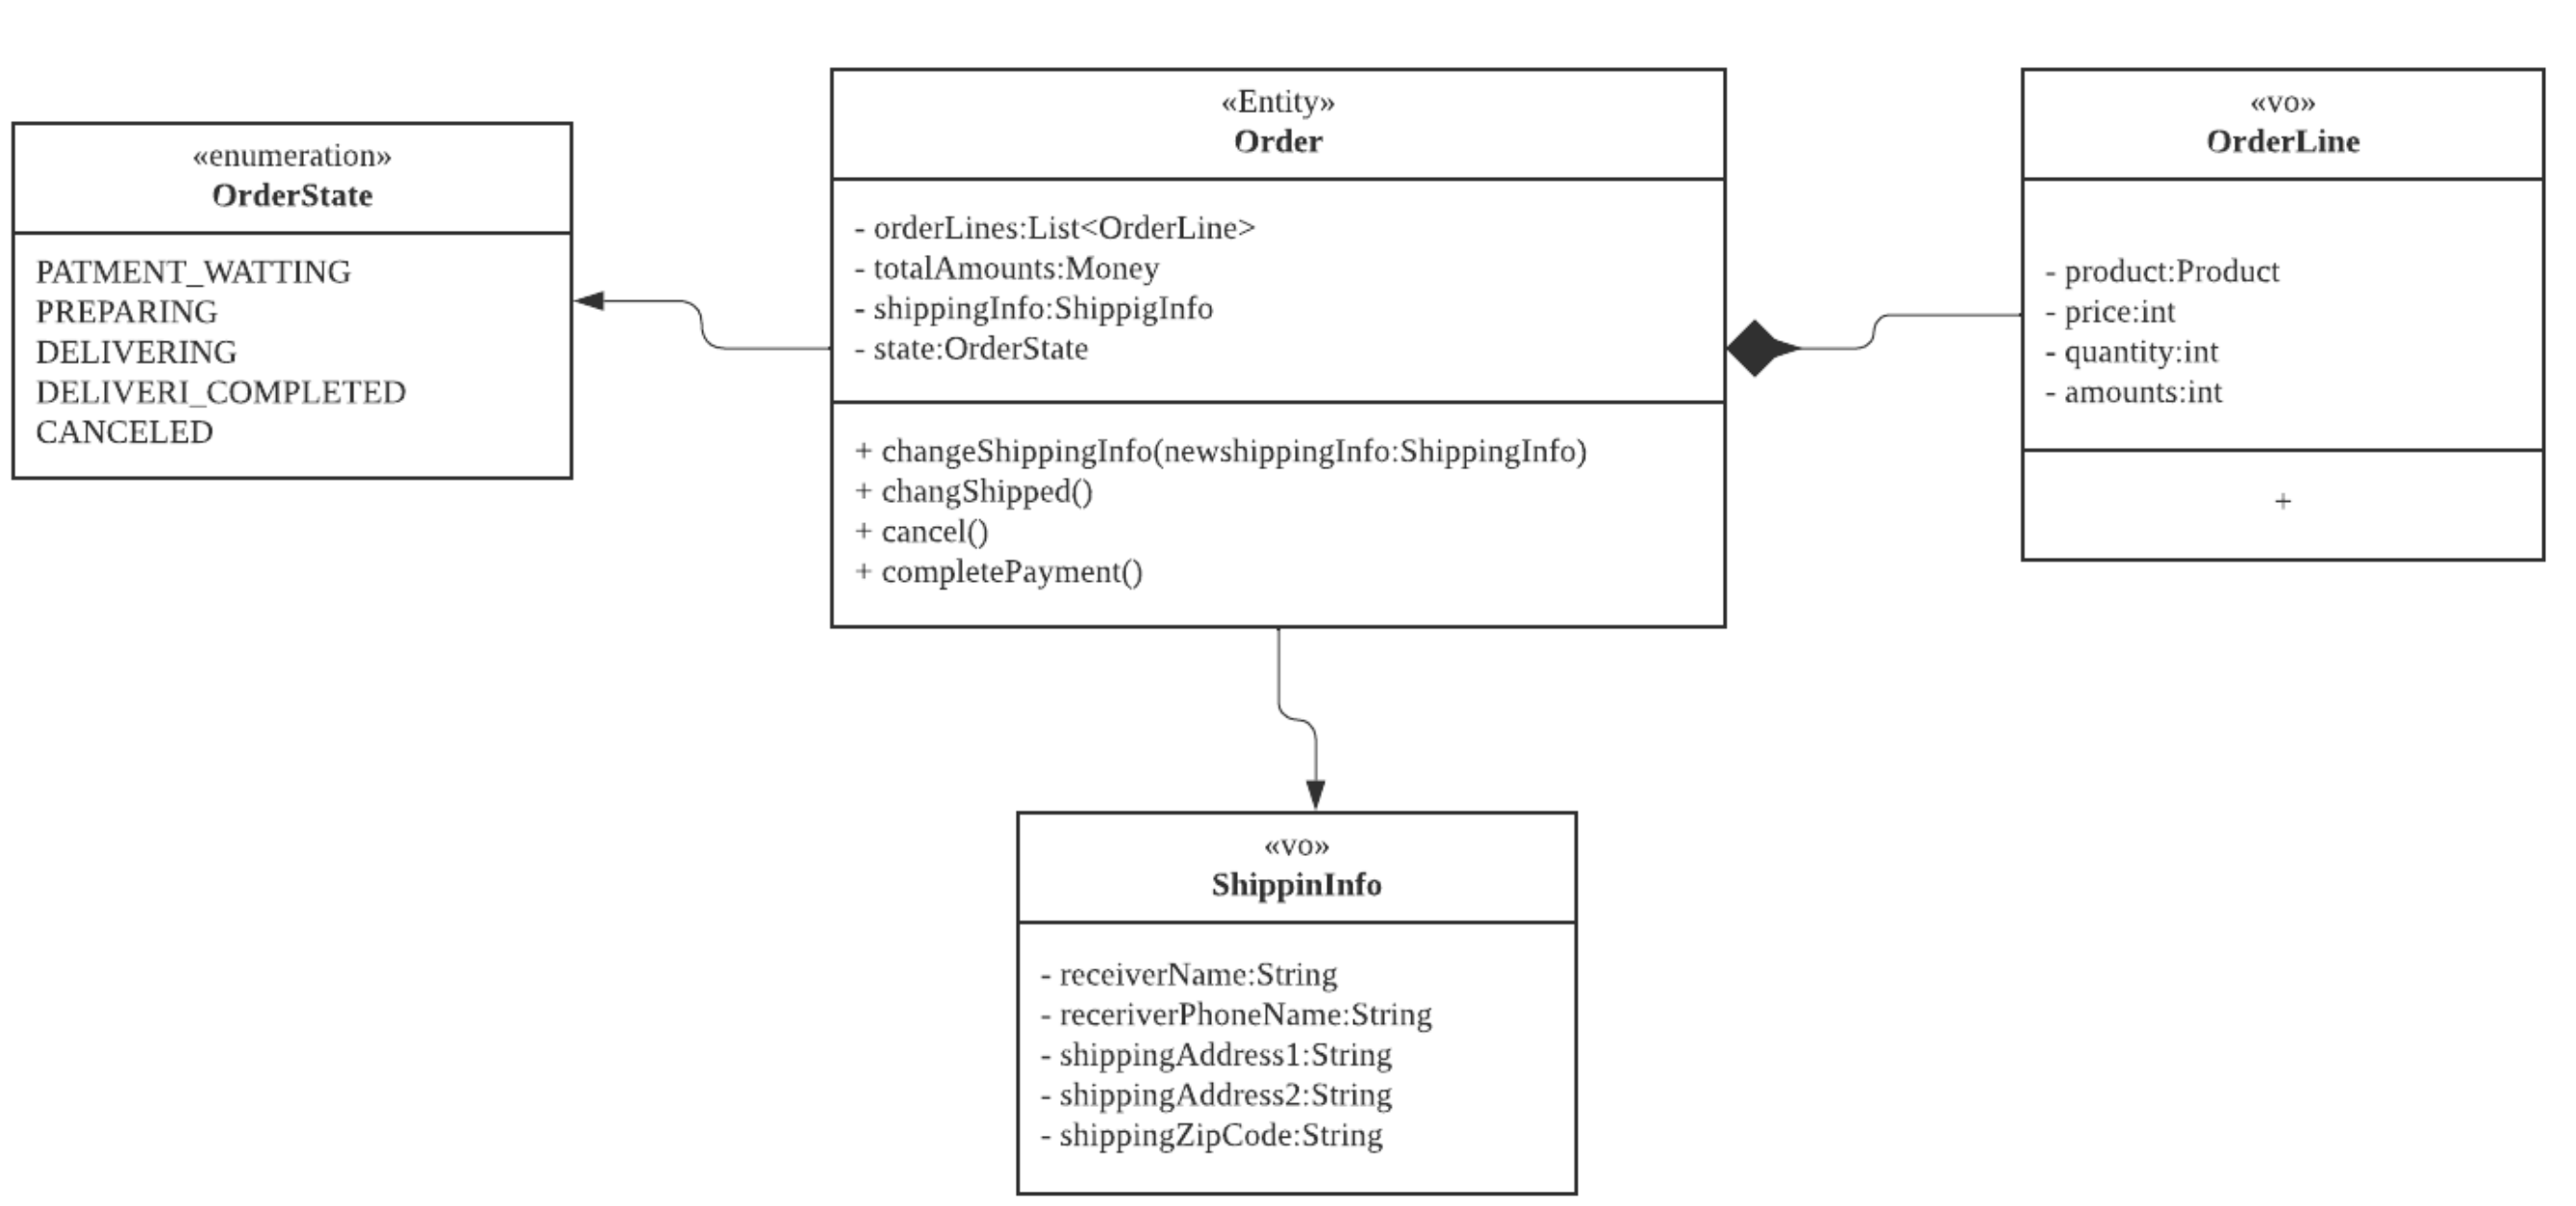 «enumeration»
OrderState
PATMENT_WATTING
PREPARING
DELIVERING
DELIVERI_COMPLETED
CANCELED
«Entity»
Order
- orderLines:List<OrderLine>
- totalAmounts:Money
- shippingInfo:ShippigInfo
- state:OrderState
+ changeShippingInfo(newshippingInfo:ShippingInfo)
+ changShipped()
+ cancel()
+ completePayment()
«vo»
OrderLine
- product:Product
- price:int
- quantity:int
- amounts:int
+
«vo»
ShippinInfo
- receiverName:String
- receriverPhoneName:String
- shippingAddress1:String
- shippingAddress2:String
- shippingZipCode:String